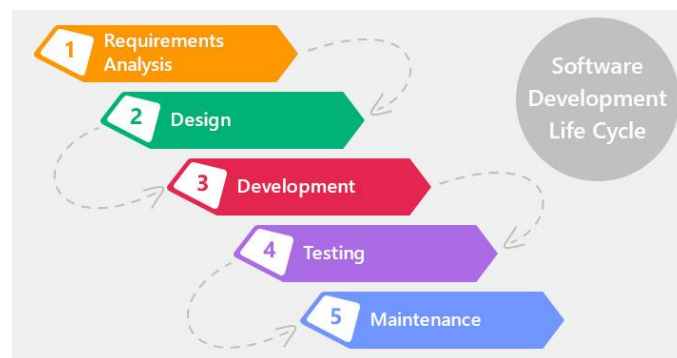 1
Requirements
Analysis
2
Design
3
Development
4
Testing
5
Maintenance
Software
Development
Life Cycle